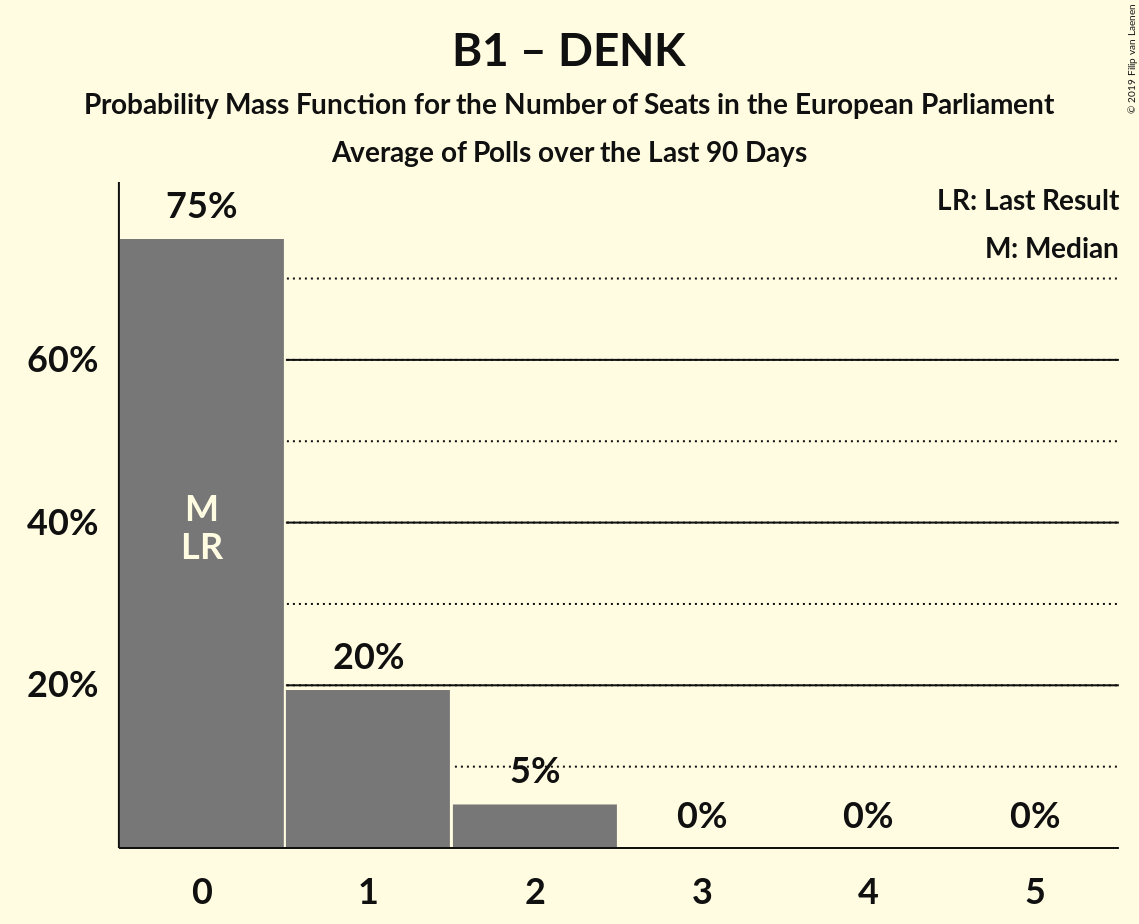 B1 – DENK
Probability Mass Function for the Number of Seats in the European Parliament
Average of Polls over the Last 90 Days
© 2019 Filip van Laenen
LR: Last Result
M: Median
75%
60%
40%
20%
M
LR
20%
5%
0%
0%
0%
0
1
2
3
4
5